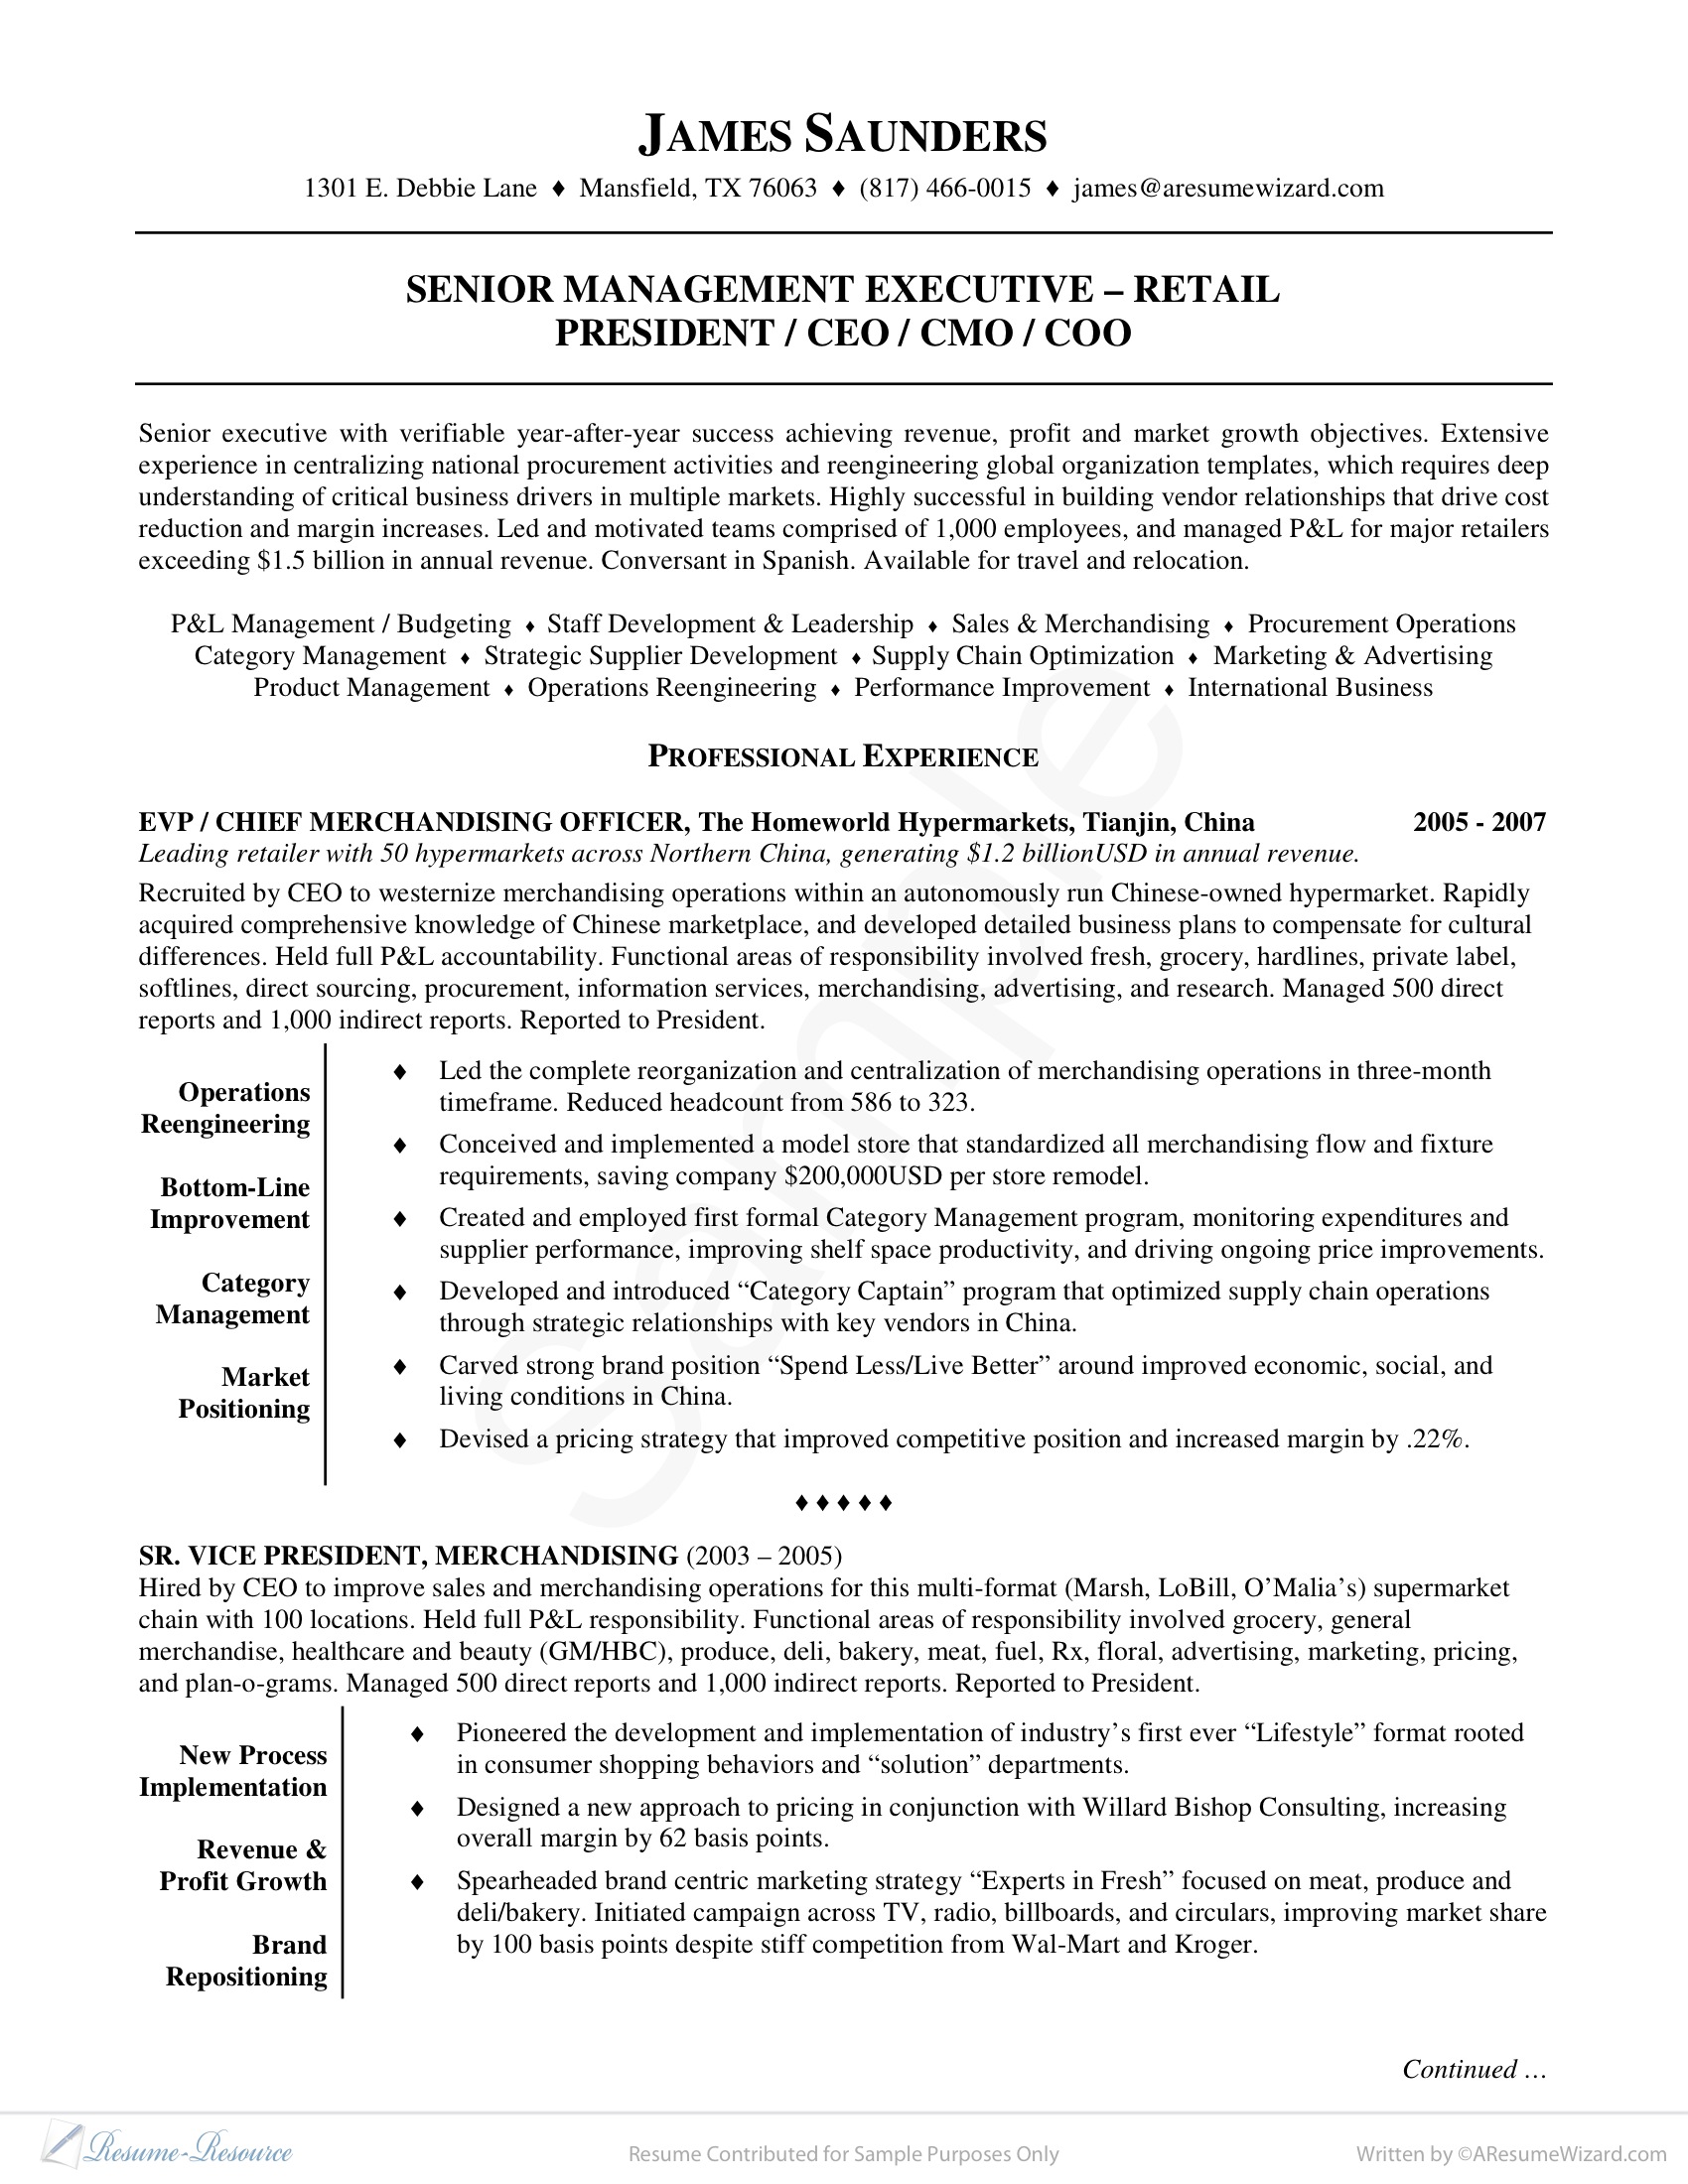 JAMES SAUNDERS
1301 E. Debbie Lane ♦ Mansfield, TX 76063 ♦ (817) 466-0015 ♦ james@aresumewizard.com
SENIOR MANAGEMENT EXECUTIVE – RETAIL
PRESIDENT / CEO / CMO / COO
Senior executive with verifiable year-after-year success achieving revenue, profit and market growth objectives. Extensive
experience in centralizing national procurement activities and reengineering global organization templates, which requires deep
understanding of critical business drivers in multiple markets. Highly successful in building vendor relationships that drive cost
reduction and margin increases. Led and motivated teams comprised of 1,000 employees, and managed P&L for major retailers
exceeding $1.5 billion in annual revenue. Conversant in Spanish. Available for travel and relocation.
P&L Management / Budgeting ♦ Staff Development & Leadership ♦ Sales & Merchandising ♦ Procurement Operations
Category Management ♦ Strategic Supplier Development ♦ Supply Chain Optimization ♦ Marketing & Advertising
Product Management ♦ Operations Reengineering ♦ Performance Improvement ♦ International Business
PROFESSIONAL EXPERIENCE
EVP / CHIEF MERCHANDISING OFFICER, The Homeworld Hypermarkets, Tianjin, China 2005 - 2007
Leading retailer with 50 hypermarkets across Northern China, generating $1.2 billionUSD in annual revenue.
Recruited by CEO to westernize merchandising operations within an autonomously run Chinese-owned hypermarket. Rapidly
acquired comprehensive knowledge of Chinese marketplace, and developed detailed business plans to compensate for cultural
differences. Held full P&L accountability. Functional areas of responsibility involved fresh, grocery, hardlines, private label,
softlines, direct sourcing, procurement, information services, merchandising, advertising, and research. Managed 500 direct
reports and 1,000 indirect reports. Reported to President.
Operations
Reengineering
Bottom-Line
Improvement
Category
Management
Market
Positioning
♦ Led the complete reorganization and centralization of merchandising operations in three-month
timeframe. Reduced headcount from 586 to 323.
♦ Conceived and implemented a model store that standardized all merchandising flow and fixture
requirements, saving company $200,000USD per store remodel.
♦ Created and employed first formal Category Management program, monitoring expenditures and
supplier performance, improving shelf space productivity, and driving ongoing price improvements.
♦ Developed and introduced “Category Captain” program that optimized supply chain operations
through strategic relationships with key vendors in China.
♦ Carved strong brand position “Spend Less/Live Better” around improved economic, social, and
living conditions in China.
♦ Devised a pricing strategy that improved competitive position and increased margin by .22%.
♦♦♦♦♦
SR. VICE PRESIDENT, MERCHANDISING (2003 – 2005)
Hired by CEO to improve sales and merchandising operations for this multi-format (Marsh, LoBill, O’Malia’s) supermarket
chain with 100 locations. Held full P&L responsibility. Functional areas of responsibility involved grocery, general
merchandise, healthcare and beauty (GM/HBC), produce, deli, bakery, meat, fuel, Rx, floral, advertising, marketing, pricing,
and plan-o-grams. Managed 500 direct reports and 1,000 indirect reports. Reported to President.
New Process
Implementation
Revenue &
Profit Growth
Brand
Repositioning
♦ Pioneered the development and implementation of industry’s first ever “Lifestyle” format rooted
in consumer shopping behaviors and “solution” departments.
♦ Designed a new approach to pricing in conjunction with Willard Bishop Consulting, increasing
overall margin by 62 basis points.
♦ Spearheaded brand centric marketing strategy “Experts in Fresh” focused on meat, produce and
deli/bakery. Initiated campaign across TV, radio, billboards, and circulars, improving market share
by 100 basis points despite stiff competition from Wal-Mart and Kroger.
Continued …
Sample
Resume-Resource
Resume Contributed for Sample Purposes Only
Written by ©AResumeWizard.com